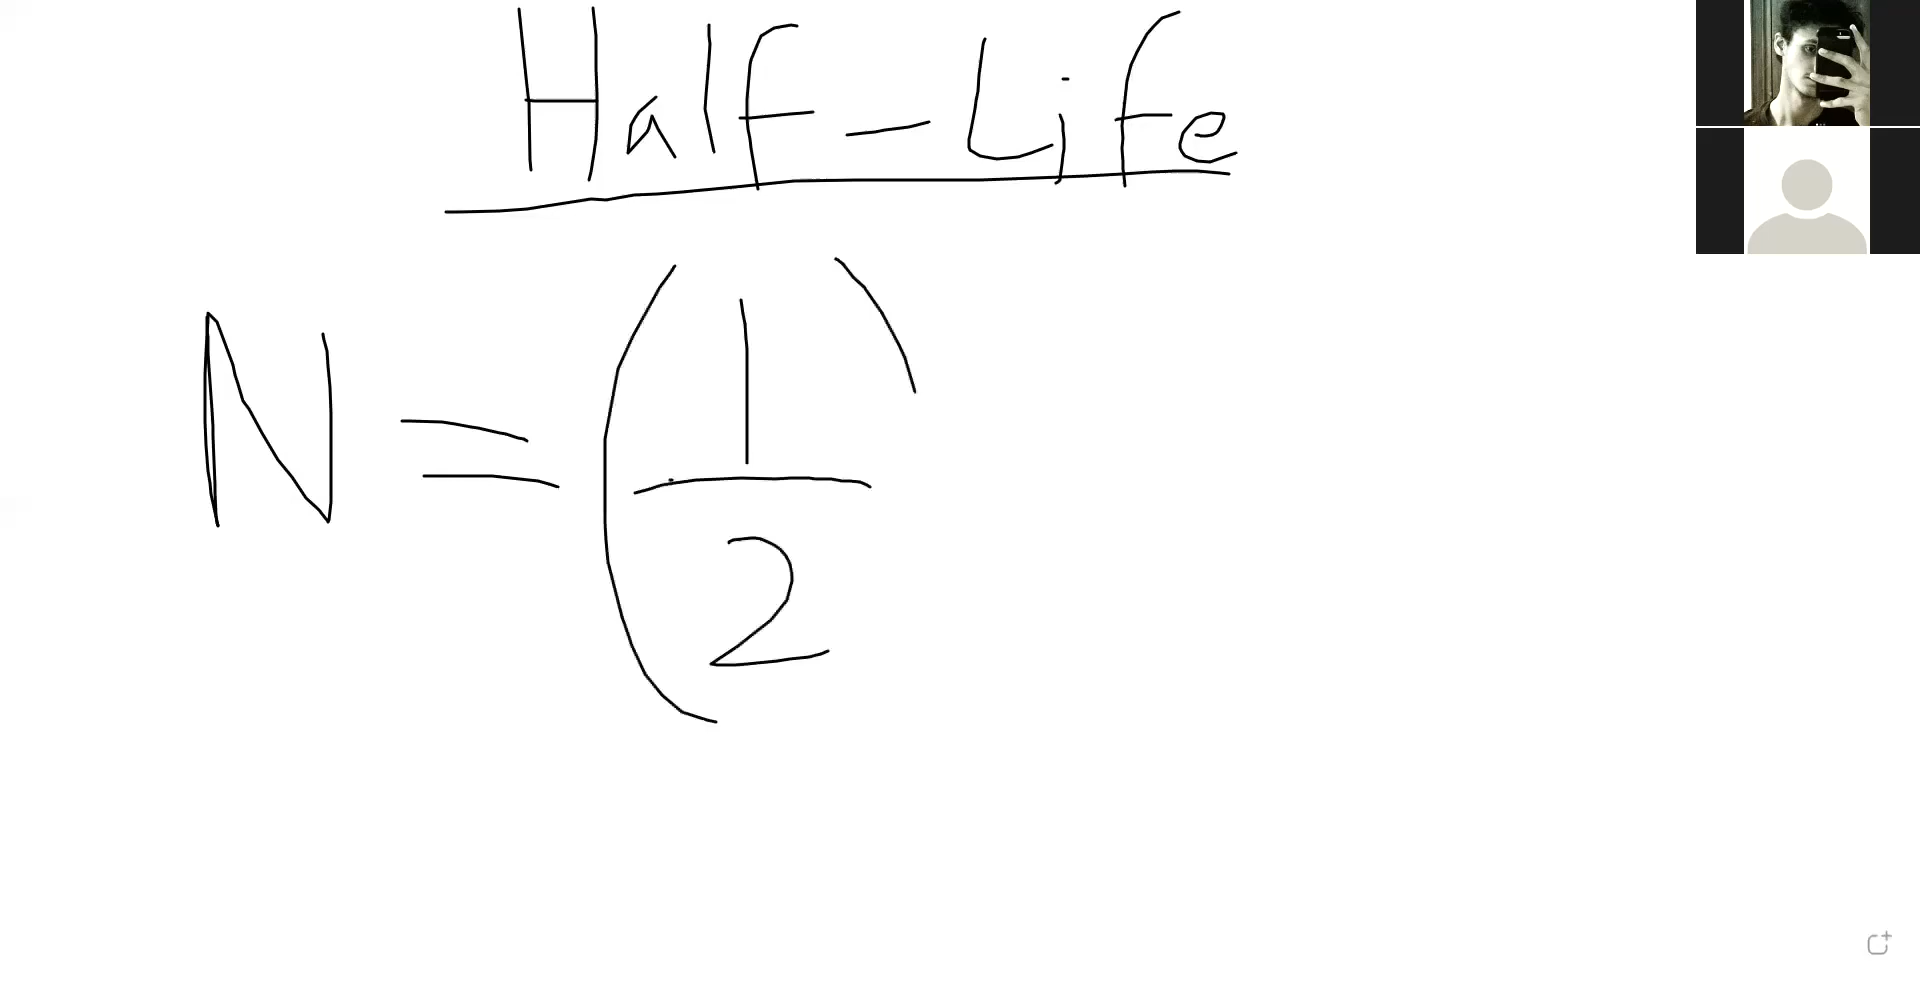 Half-Life
N = (1/2)